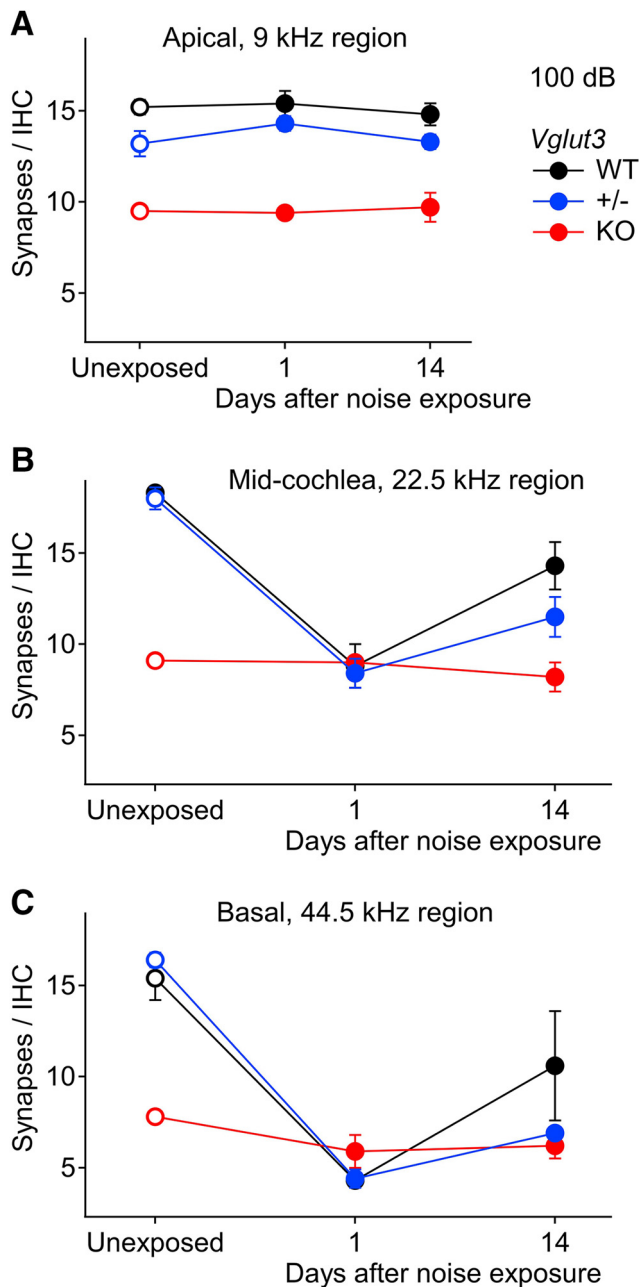 A
Apical, 9 kHz region
100 dB
Vglut3
WT
+/-
KO
Synapses / IHC
15
10
5
Unexposed 1 14
Days after noise exposure
B
Mid-cochlea, 22.5 kHz region
Synapses / IHC
15
10
5
Unexposed 1 14
Days after noise exposure
C
Basal, 44.5 kHz region
Synapses / IHC
15
10
5
Unexposed 1 14
Days after noise exposure